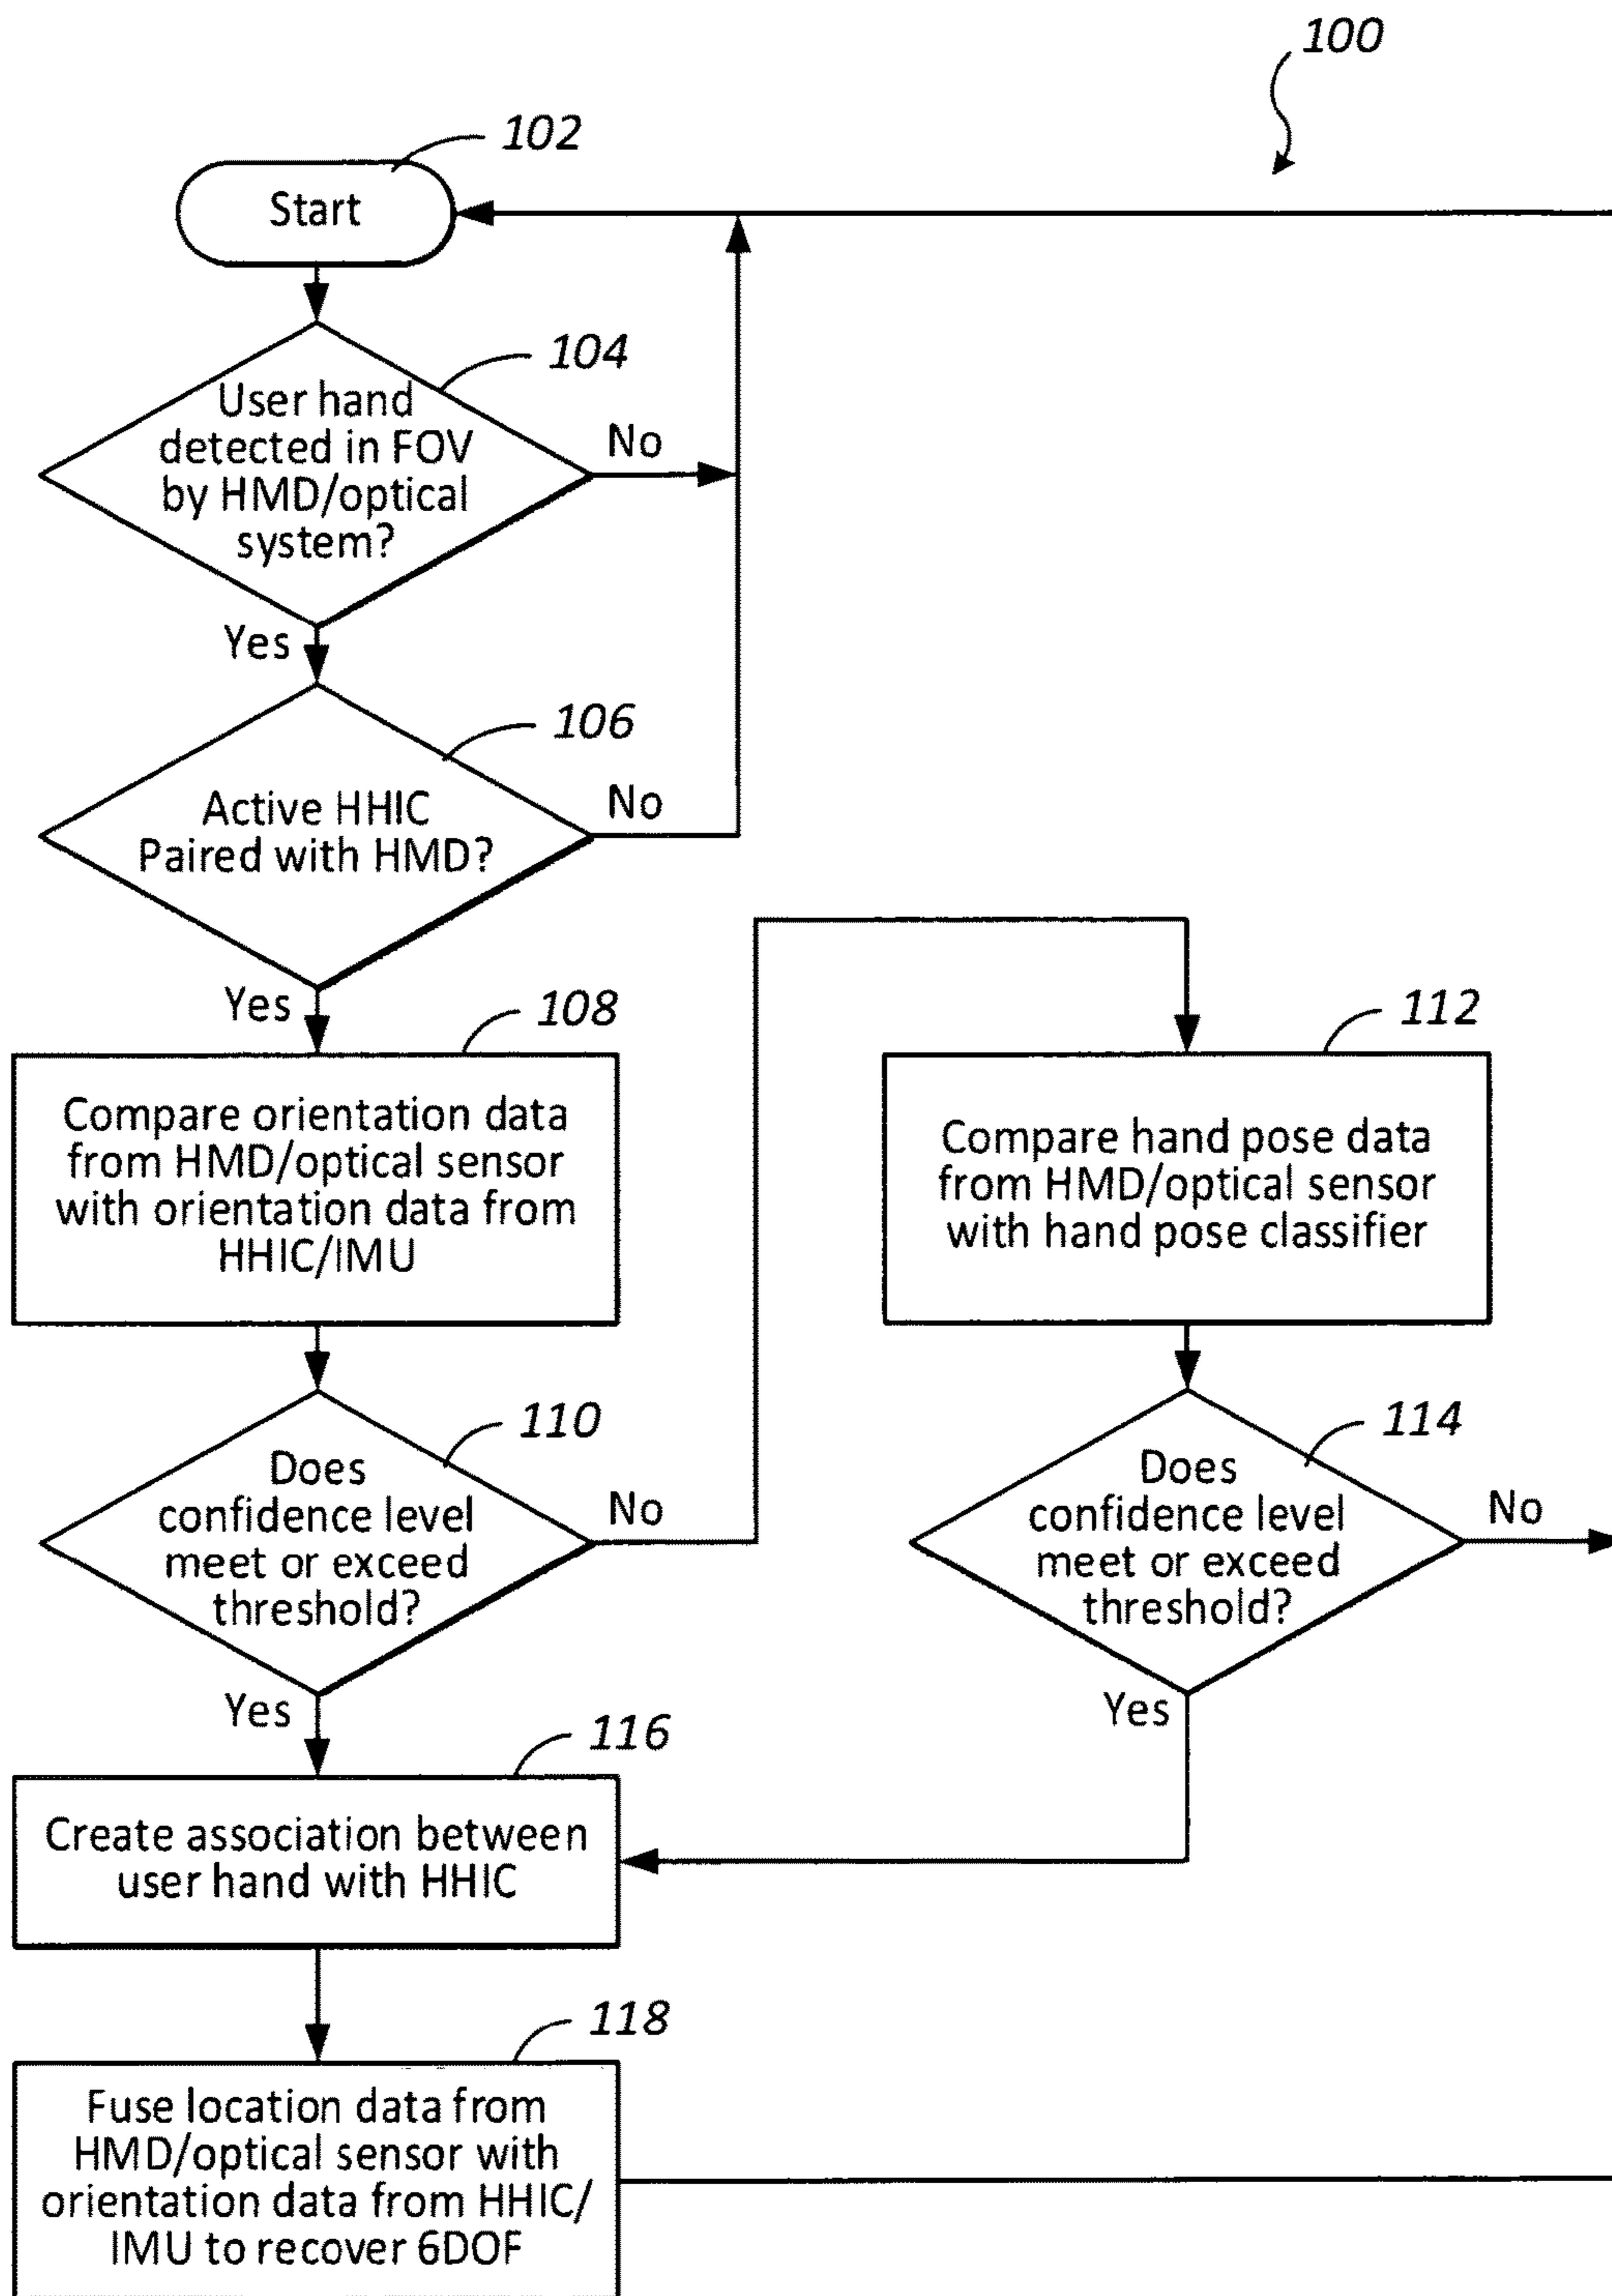 100
102
Start
104
User hand
detected in FOV
by HMD/optical
system?
No
Yes
106
Active HHIC
Paired with HMD?
No
Yes
108
Compare orientation data
from HMD/optical sensor
with orientation data from
HHIC/IMU
112
Compare hand pose data
from HMD/optical sensor
with hand pose classifier
110
Does
confidence level
meet or exceed
threshold?
No
Yes
114
Does
confidence level
meet or exceed
threshold?
No
Yes
116
Create association between
user hand with HHIC
118
Fuse location data from
HMD/optical sensor with
orientation data from HHIC/
IMU to recover 6DOF